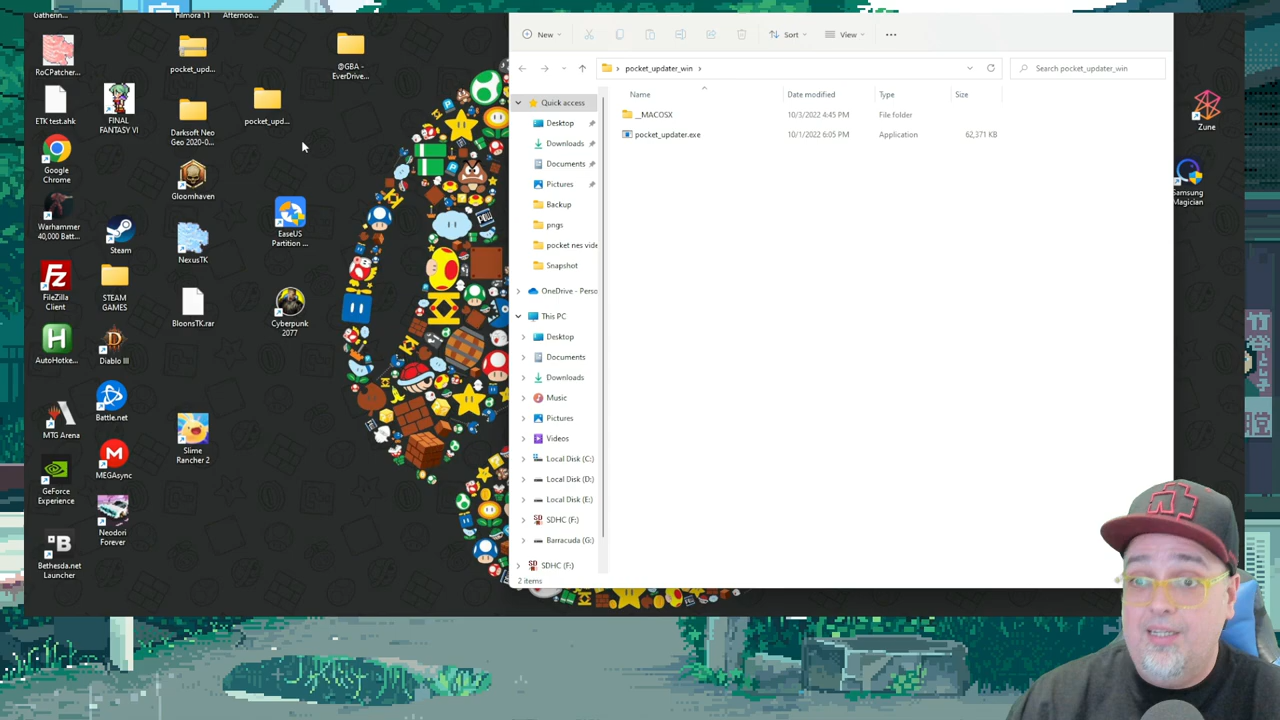 Gatherin...
Filmora 11
Afternoo...
RoCPatcher...
pocket_upd...
@GBA -
EverDrive...
ETK test.ahk
FINAL
FANTASY VI
Darksoft Neo
Geo 2020-0...
pocket_upd...
Google
Chrome
Gloomhaven
Warhammer
40,000 Batt...
Steam
NexusTK
EaseUS
Partition ...
FileZilla
Client
STEAM
GAMES
BloonsTK.rar
Cyberpunk
2077
AutoHotke...
Diablo III
MTG Arena
Battle.net
Slime
Rancher 2
GeForce
Experience
MEGAsync
Bethesda.net
Launcher
Neodori
Forever
New
Sort
View
pocket_updater_win
Search pocket_updater_win
Name
Date modified
Type
Size
__MACOSX
10/3/2022 4:45 PM
File folder
pocket_updater.exe
10/1/2022 6:05 PM
Application
62,371 KB
Quick access
Desktop
Downloads
Documents
Pictures
Backup
pngs
pocket nes vide
Snapshot
OneDrive - Perso
This PC
Desktop
Documents
Downloads
Music
Pictures
Videos
Local Disk (C:)
Local Disk (D:)
Local Disk (E:)
SDHC (F:)
Barracuda (G:)
SDHC (F:)
2 items
Zune
Samsung
Magician